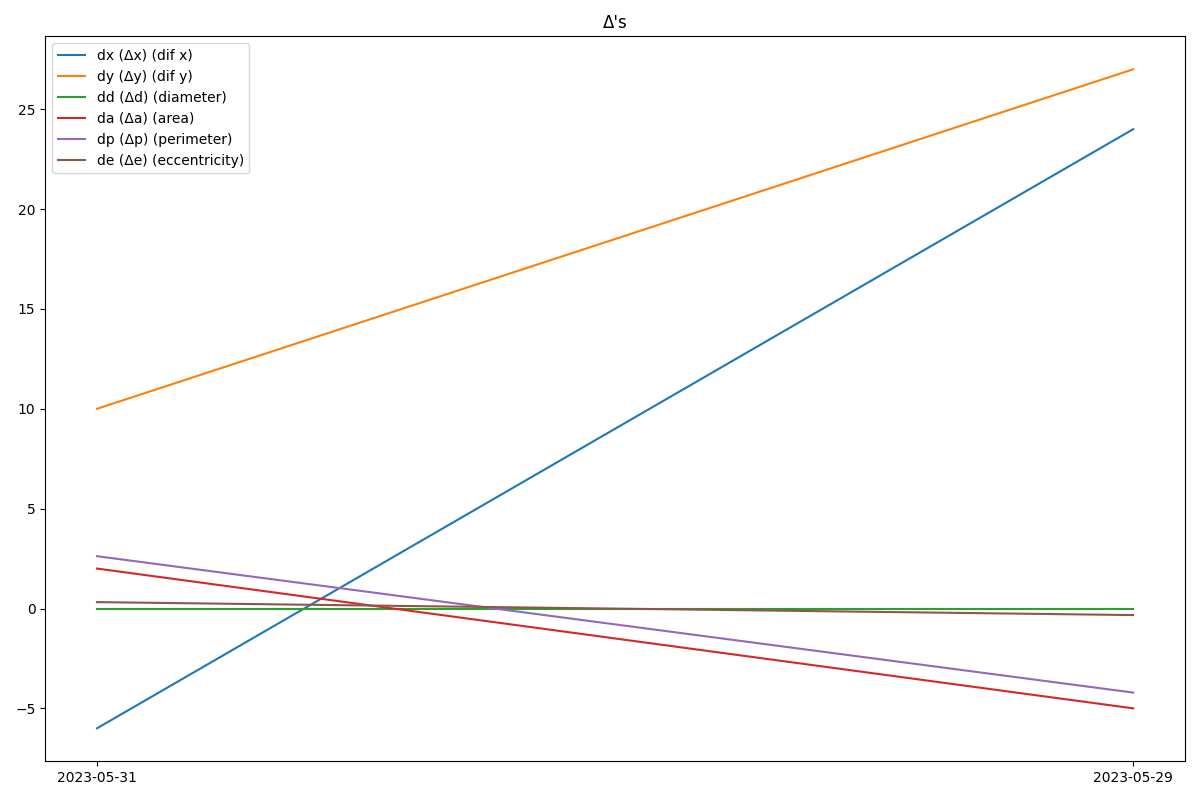 Δ's
dx (Δx) (dif x)
dy (Δy) (dif y)
dd (Δd) (diameter)
da (Δa) (area)
dp (Δp) (perimeter)
de (Δe) (eccentricity)
25
20
15
10
5
0
−5
2023-05-31 2023-05-29